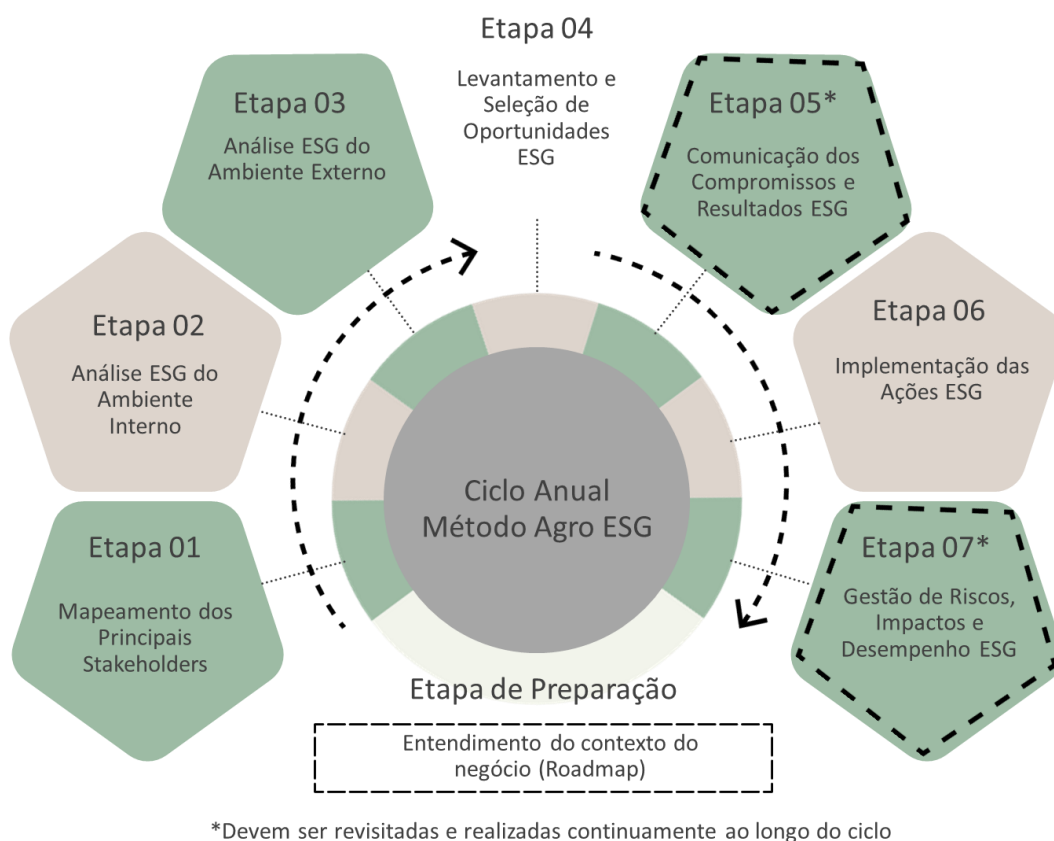 Etapa 01
Mapeamento dos
Principais
Stakeholders
Etapa 02
Análise ESG do
Ambiente
Interno
Etapa 03
Análise ESG do
Ambiente Externo
Etapa 04
Levantamento e
Seleção de
Oportunidades
ESG
Etapa 05*
Comunicação dos
Compromissos e
Resultados ESG
Etapa 06
Implementação das
Ações ESG
Etapa 07*
Gestão de Riscos,
Impactos e
Desempenho ESG
Ciclo Anual
Método Agro ESG
Etapa de Preparação
Entendimento do contexto do
negócio (Roadmap)
*Devem ser revisitadas e realizadas continuamente ao longo do ciclo